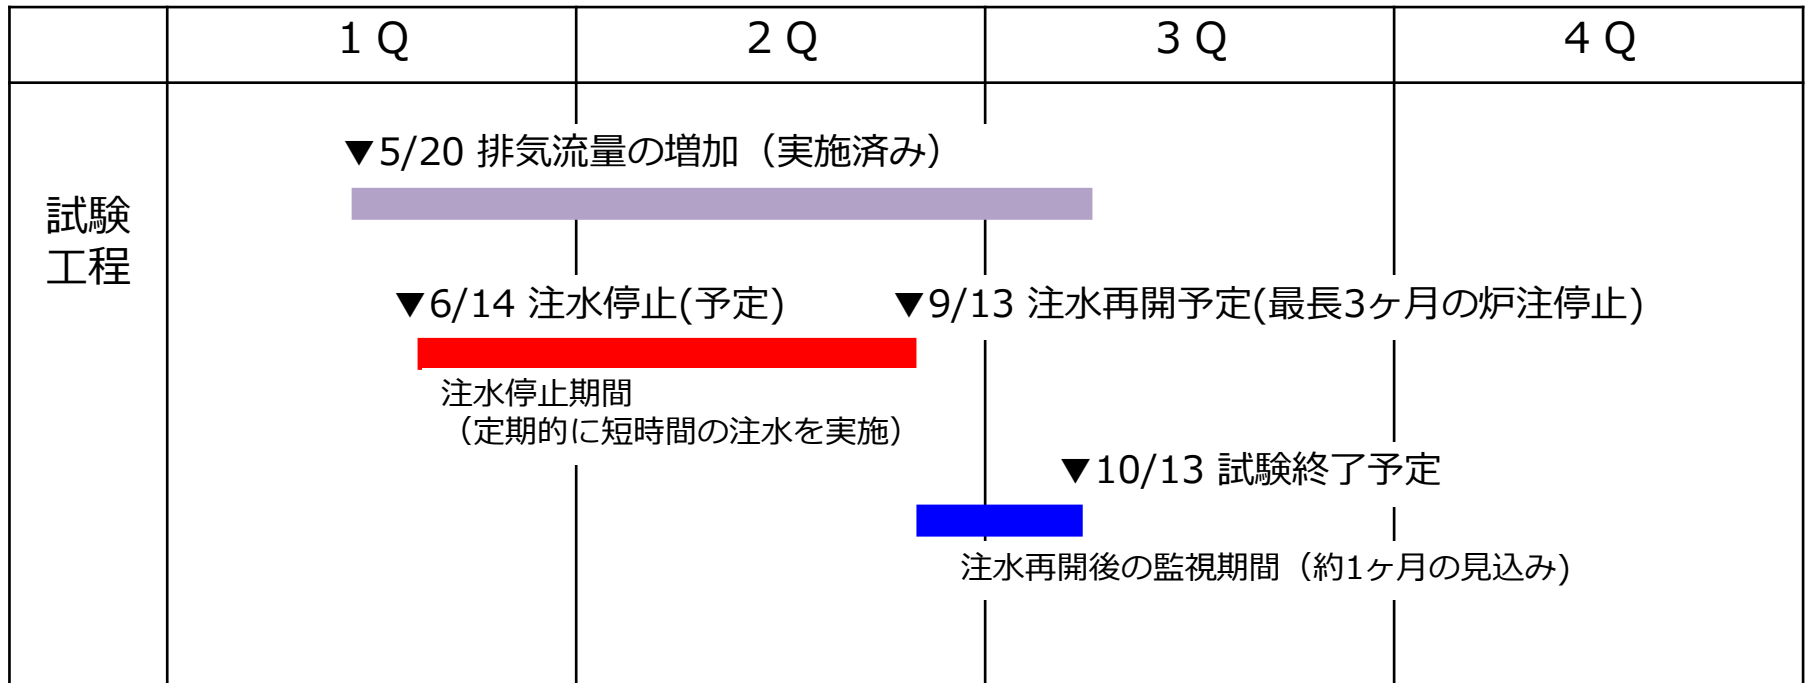 １Ｑ
２Ｑ
３Ｑ
４Ｑ
試験
工程
▼5/20 排気流量の増加（実施済み）
▼6/14 注水停止(予定)
▼9/13 注水再開予定(最長3ヶ月の炉注停止)
注水停止期間
（定期的に短時間の注水を実施）
▼10/13 試験終了予定
注水再開後の監視期間（約1ヶ月の見込み)